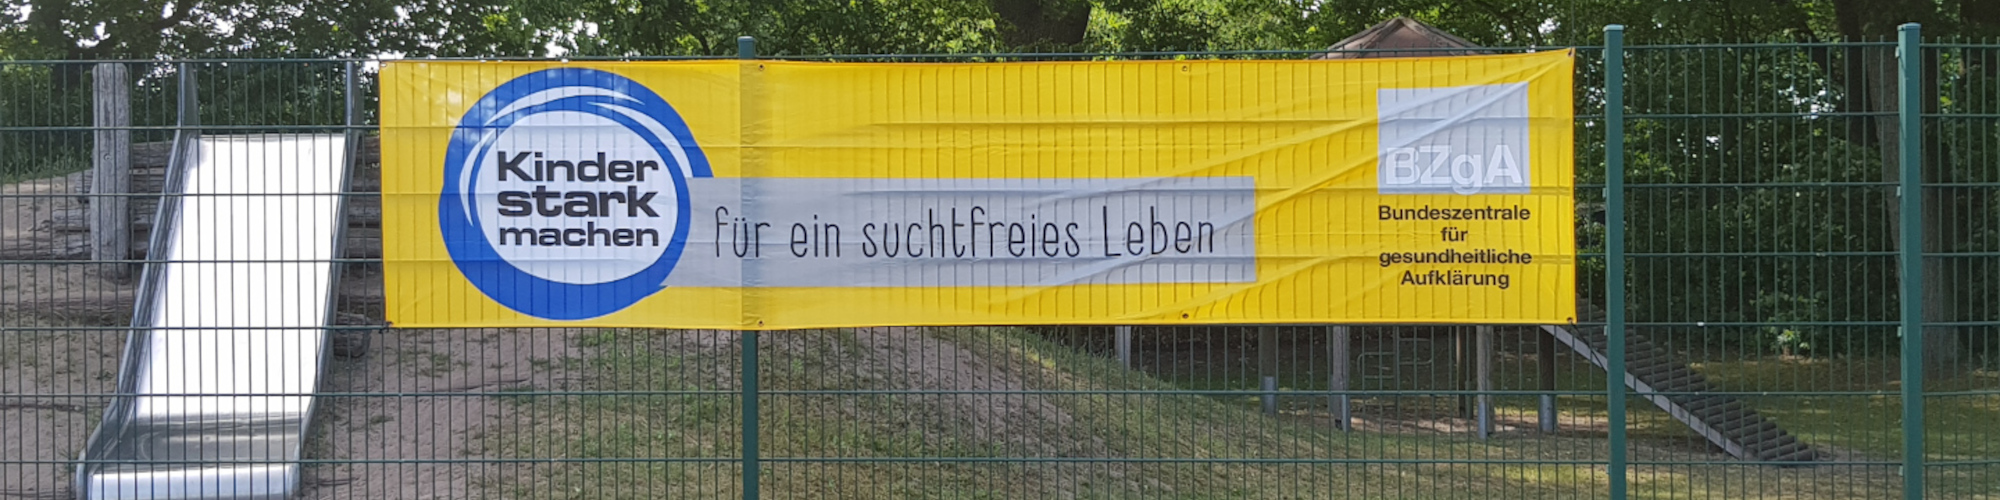 Kinder
stark
machen
für ein suchtfreies Leben
BZgA
Bundeszentrale
für
gesundheitliche
Aufklärung